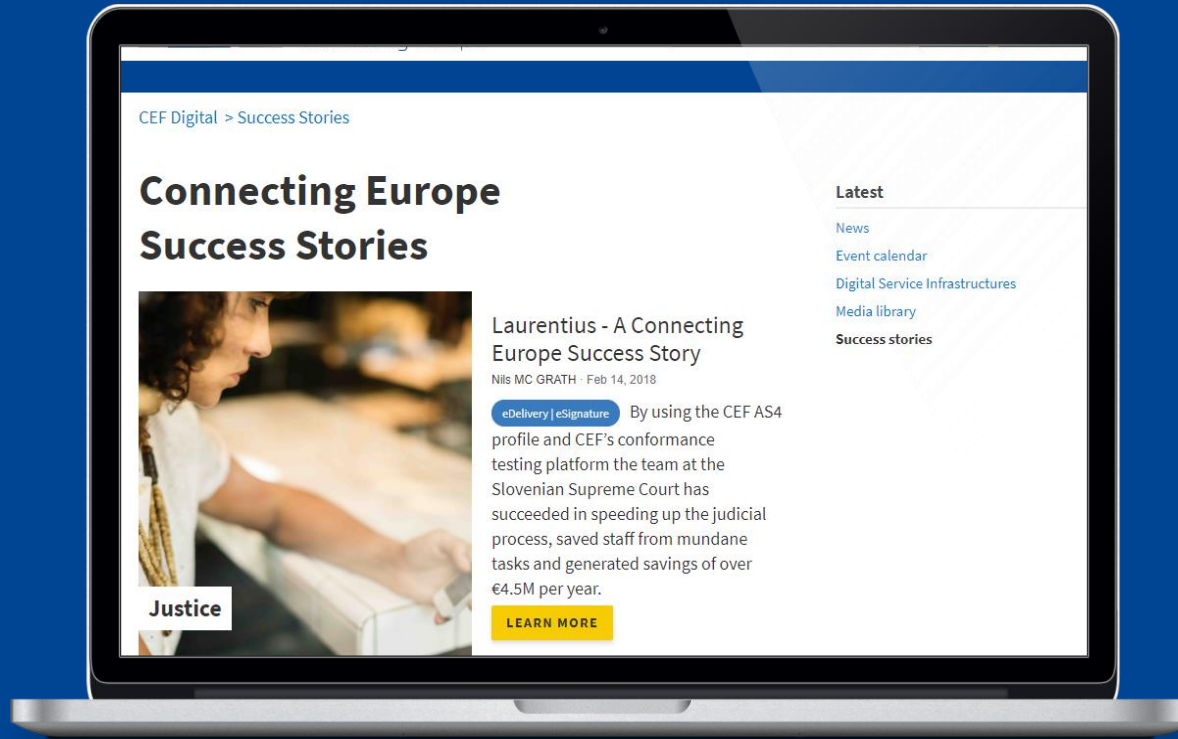 CEF Digital > Success Stories
Connecting Europe
Success Stories
Justice
Laurentius - A Connecting
Europe Success Story
Nils MC GRATH · Feb 14, 2018
eDelivery | eSignature By using the CEF AS4
profile and CEF's conformance
testing platform the team at the
Slovenian Supreme Court has
succeeded in speeding up the judicial
process, saved staff from mundane
tasks and generated savings of over
€4.5M per year.
LEARN MORE
Latest
News
Event calendar
Digital Service Infrastructures
Media library
Success stories